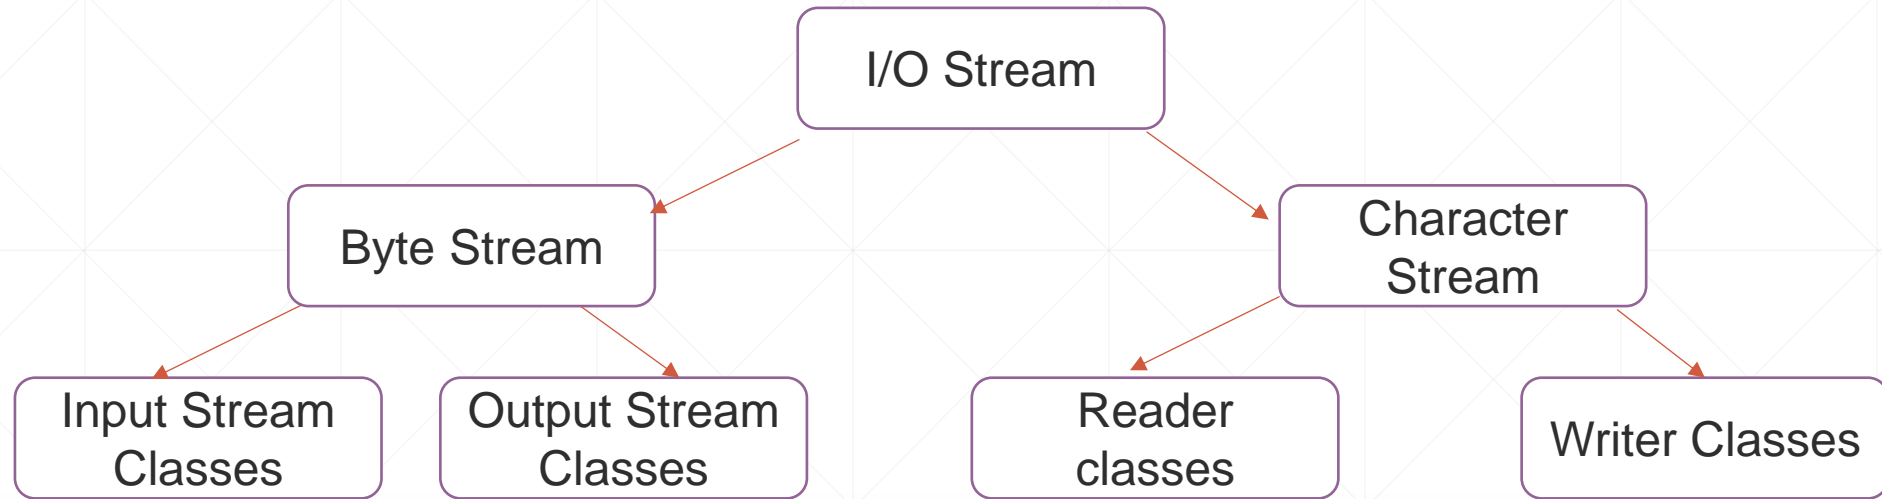 I/O Stream
Byte Stream
Character
Stream
Input Stream
Classes
Output Stream
Classes
Reader
classes
Writer Classes